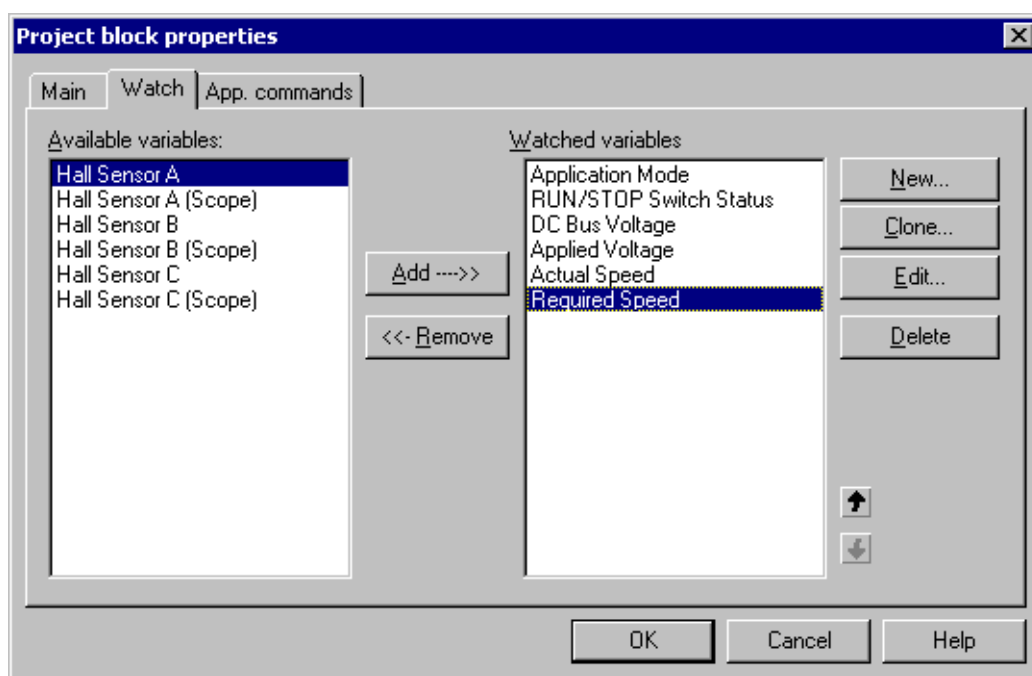 Project block properties
Main
Watch
App. commands
Available variables:
Hall Sensor A
Hall Sensor A (Scope)
Hall Sensor B
Hall Sensor B (Scope)
Hall Sensor C
Hall Sensor C (Scope)
Add ---->>
<<- Remove
Watched variables
Application Mode
RUN/STOP Switch Status
DC Bus Voltage
Applied Voltage
Actual Speed
Required Speed
New...
Clone...
Edit...
Delete
OK
Cancel
Help